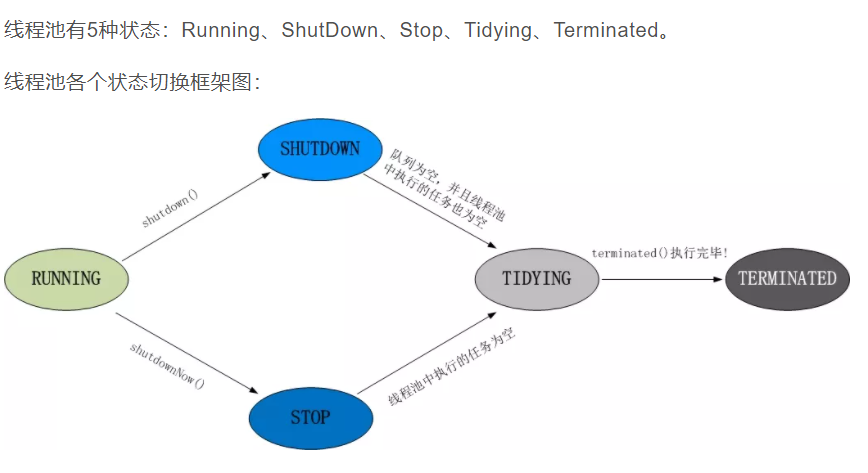 线程池有5种状态：Running、ShutDown、Stop、Tidying、Terminated。
线程池各个状态切换框架图：
SHUTDOWN
队列为空，并且线程池
中执行的任务也为空
shutdown()
RUNNING
TIDYING
terminated()执行完毕!
TERMINATED
shutdownNow()
线程池中执行的任务为空
STOP